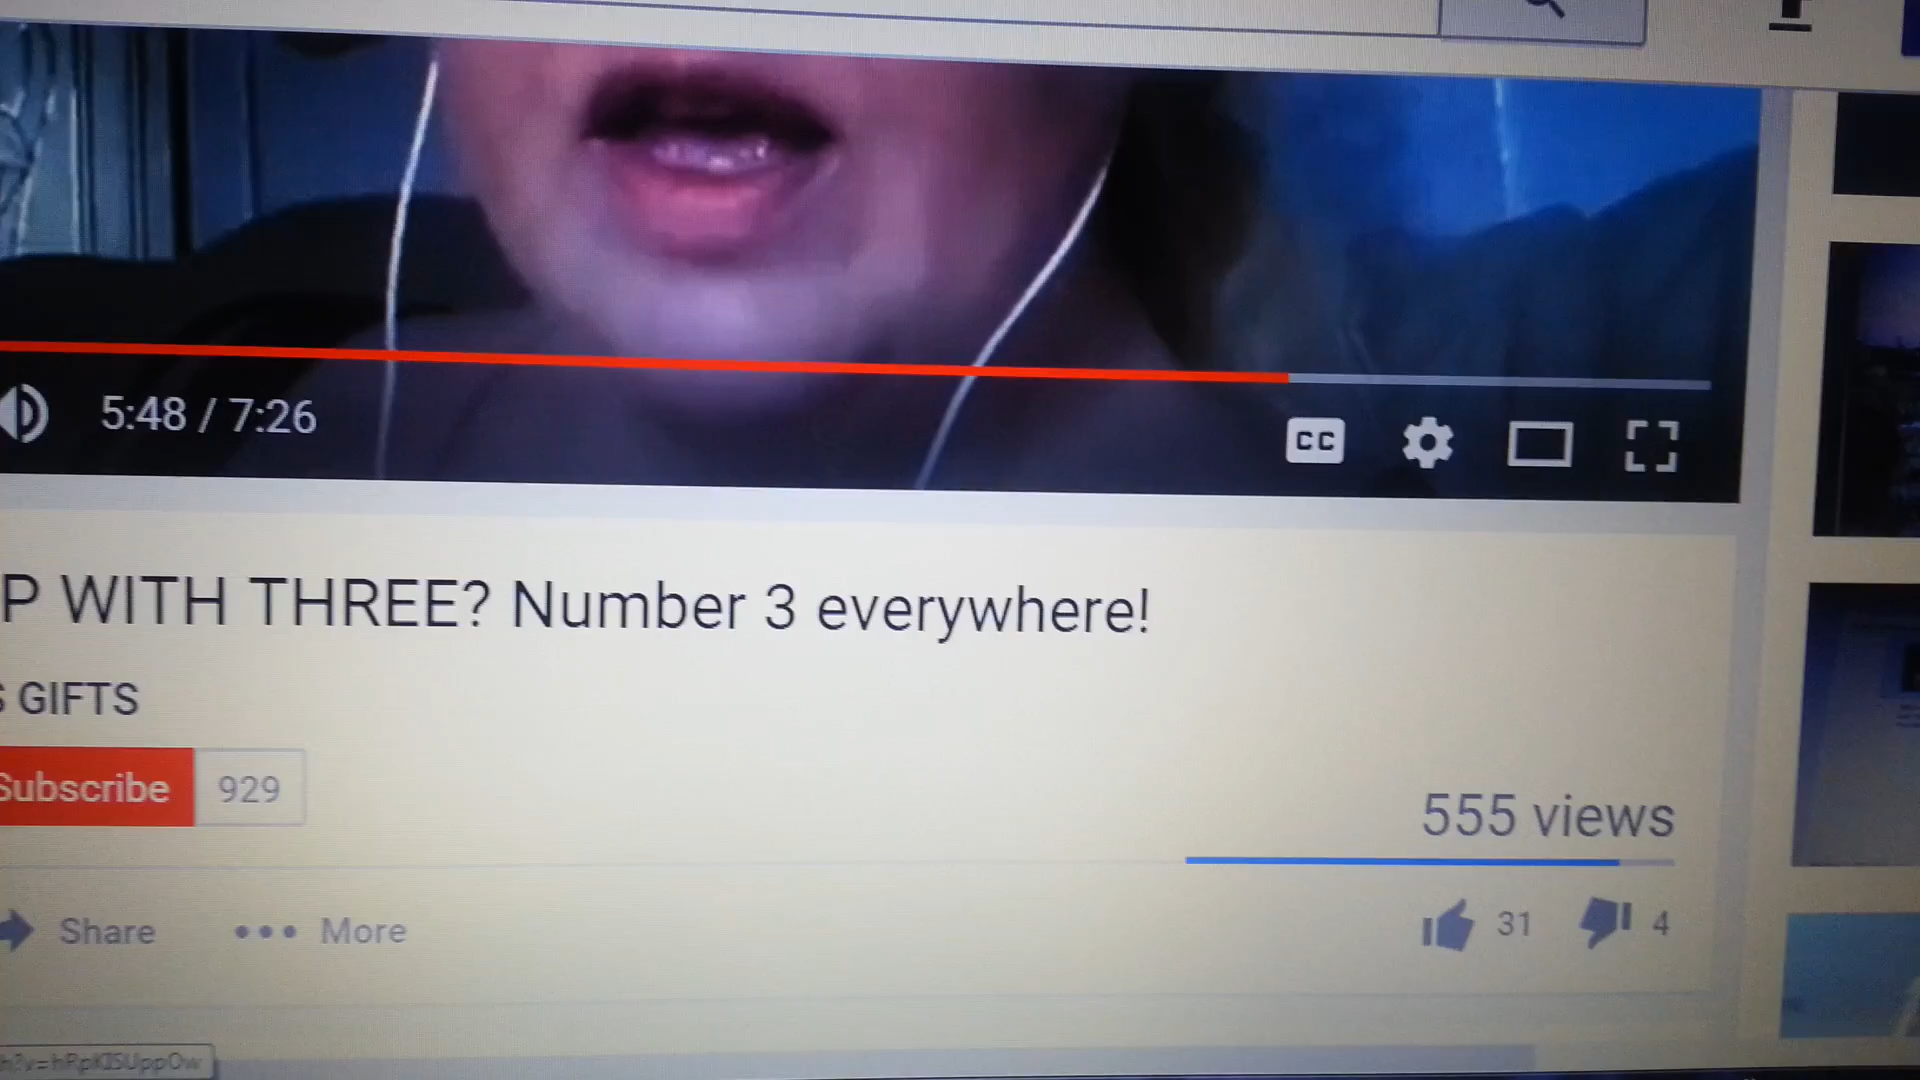 5:48 / 7:26
CC
P WITH THREE? Number 3 everywhere!
S GIFTS
Subscribe 929
555 views
Share ••• More
31 4